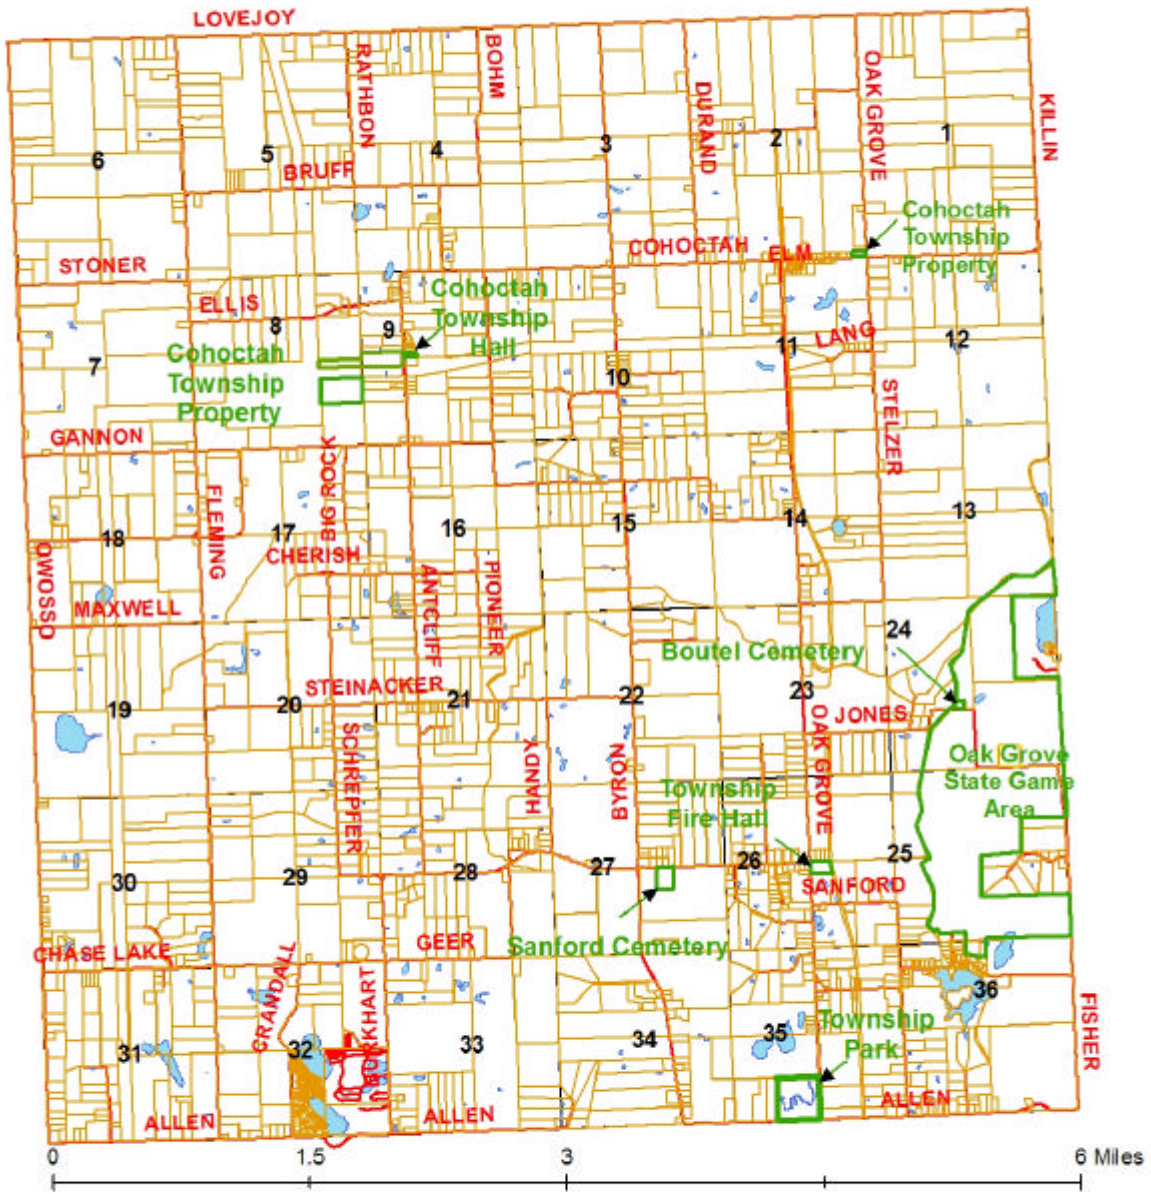 LOVEJOY
RATHBON
BOHM
DURAND
OAK GROVE
KILLIN
6
5
4
3
2
1
BRUFF
STONER
COHOCTAH
ELM
Cohoctah
Township
Property
ELLIS
Cohoctah
Township
Hall
7
8
9
10
11
LANG
12
Cohoctah
Township
Property
GANNON
BIG ROCK
STELZER
FLEMING
18
17
16
15
14
13
OWOSSO
CHERISH
ANTCLIFF
PIONEER
MAXWELL
24
Boutel Cemetery
19
20
STEINACKER
21
22
23
OAK GROVE
JONES
SCHREPFER
HANDY
BYRON
Oak Grove
State Game
Area
Township
Fire Hall
30
29
28
27
26
25
SANFORD
CHASE LAKE
GEER
Sanford Cemetery
CRANDALL
BURKHART
36
FISHER
31
32
33
34
35
Township
Park
ALLEN
ALLEN
ALLEN
0
1.5
3
6 Miles